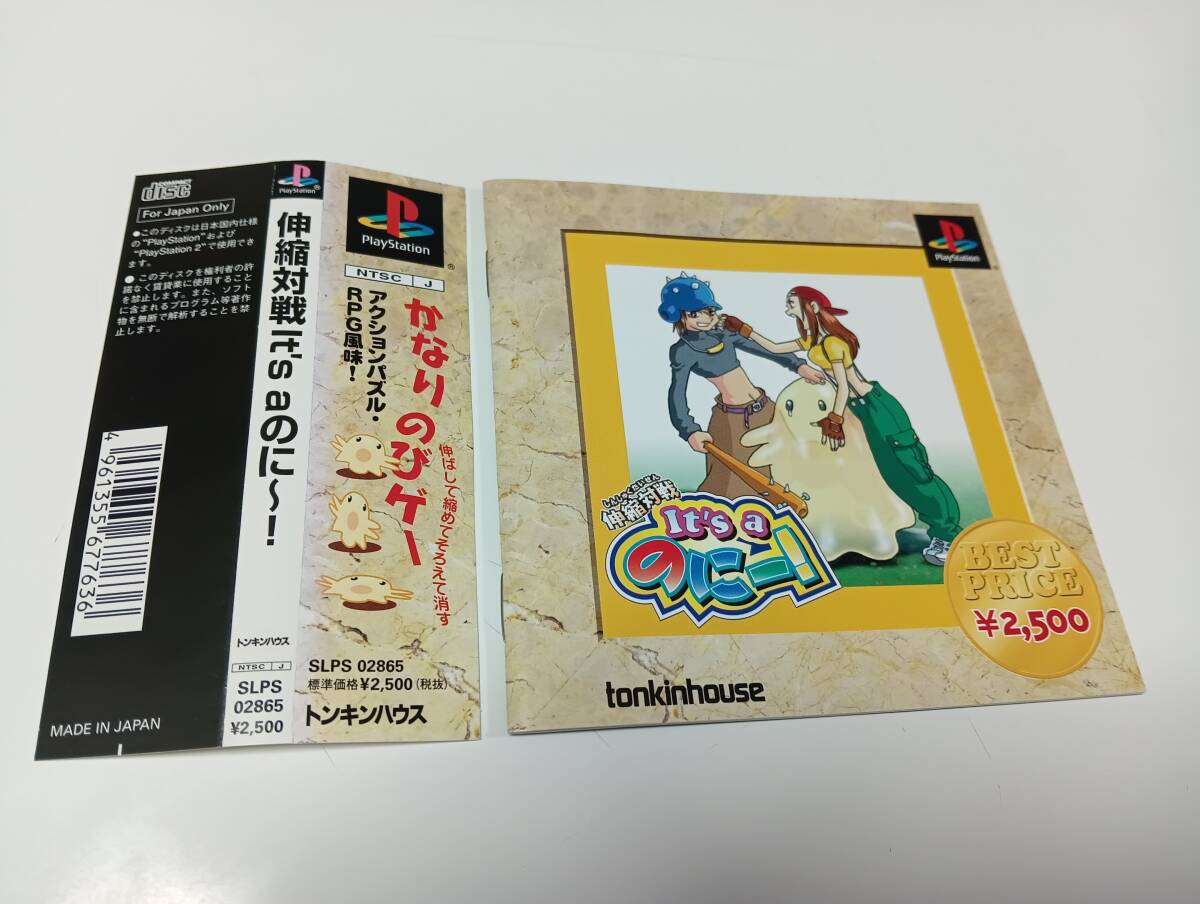 COMPACT
disc
For Japan Only
●このディスクは日本国内仕様
の“PlayStation”および
“PlayStation 2”で使用でき
ます。
● このディスクを権利者の許
諾なく賃貸業に使用すること
を禁止します。また、ソフト
に含まれるプログラム等著作
物を無断で解析することを禁
止します。
4961355677636
MADE IN JAPAN
PlayStation®
伸縮対戦It's aのに〜!
トンキンハウス
NTSC J
SLPS
02865
¥2,500
PlayStation®
NTSC J
かなりのびゲー
伸ばして縮めてそろえて消す
アクションパズル・
RPG風味!
SLPS 02865
標準価格¥2,500(税抜)
トンキンハウス
PlayStation
しんしゅくたいせん
伸縮対戦
It's a
のにー!
BEST
PRICE
¥2,500
tonkinhouse